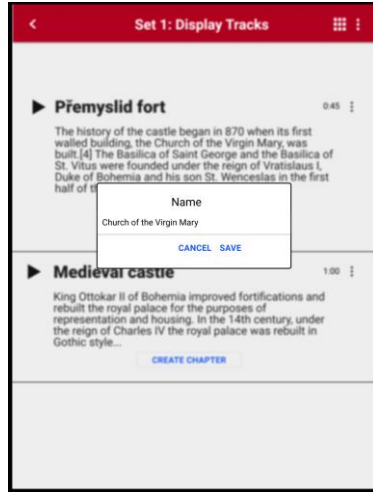 Set 1: Display Tracks
Přemyslid fort
0:45
The history of the castle began in 870 when its first
walled building, the Church of the Virgin Mary, was
built.[4] The Basilica of Saint George and the Basilica of
St. Vitus were founded under the reign of Vratislaus I,
Duke of Bohemia and his son St. Wenceslas in the first
half of
Name
Church of the Virgin Mary
CANCEL SAVE
Medieval castle
1:00
King Ottokar II of Bohemia improved fortifications and
rebuilt the royal palace for the purposes of
representation and housing. In the 14th century, under
the reign of Charles IV the royal palace was rebuilt in
Gothic style...
CREATE CHAPTER